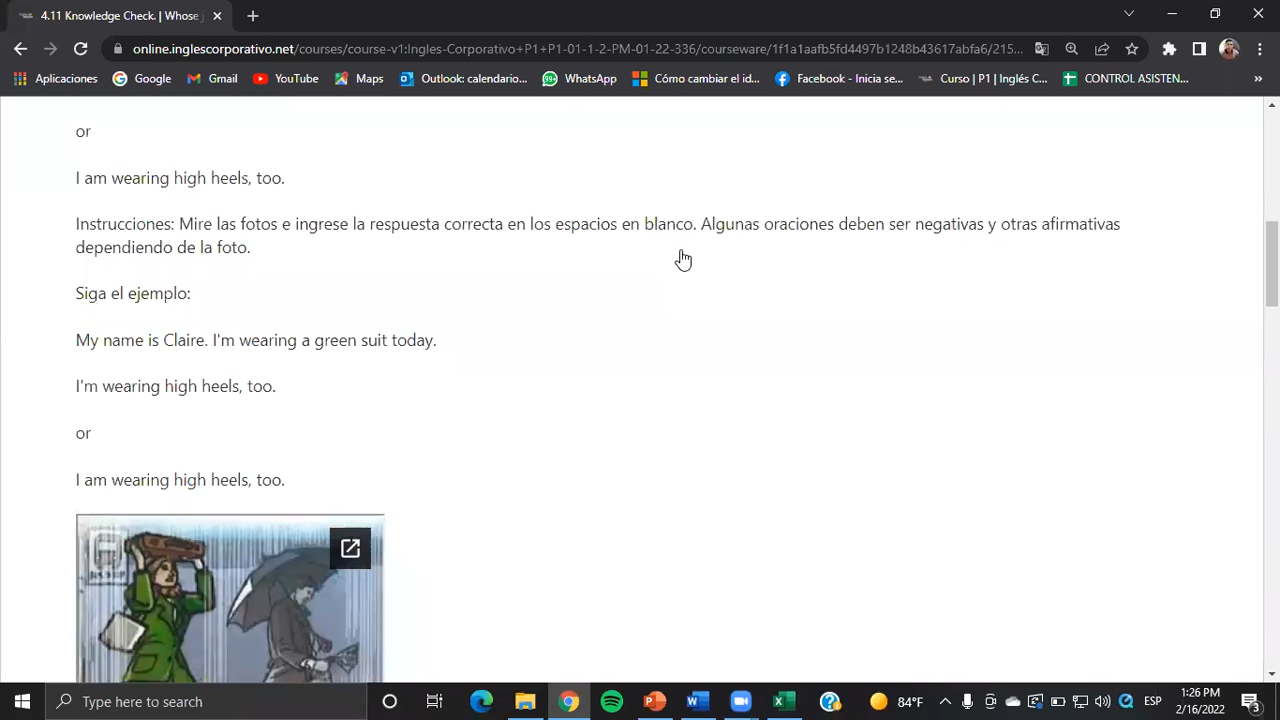 4.11 Knowledge Check. | Whose j
online.inglescorporativo.net/courses/course-v1:Ingles-Corporativo+P1+P1-01-1-2-PM-01-22-336/courseware/1f1a1aafb5fd4497b1248b43617abfa6/215...
Aplicaciones Google Gmail YouTube Maps Outlook: calendario... 99+ WhatsApp Cómo cambiar el id... Facebook - Inicia se... Curso | P1 | Inglés C... CONTROL ASISTEN... »
or
I am wearing high heels, too.
Instrucciones: Mire las fotos e ingrese la respuesta correcta en los espacios en blanco. Algunas oraciones deben ser negativas y otras afirmativas
dependiendo de la foto.
Siga el ejemplo:
My name is Claire. I'm wearing a green suit today.
I'm wearing high heels, too.
or
I am wearing high heels, too.
Type here to search
84°F
ESP
1:26 PM
2/16/2022
3